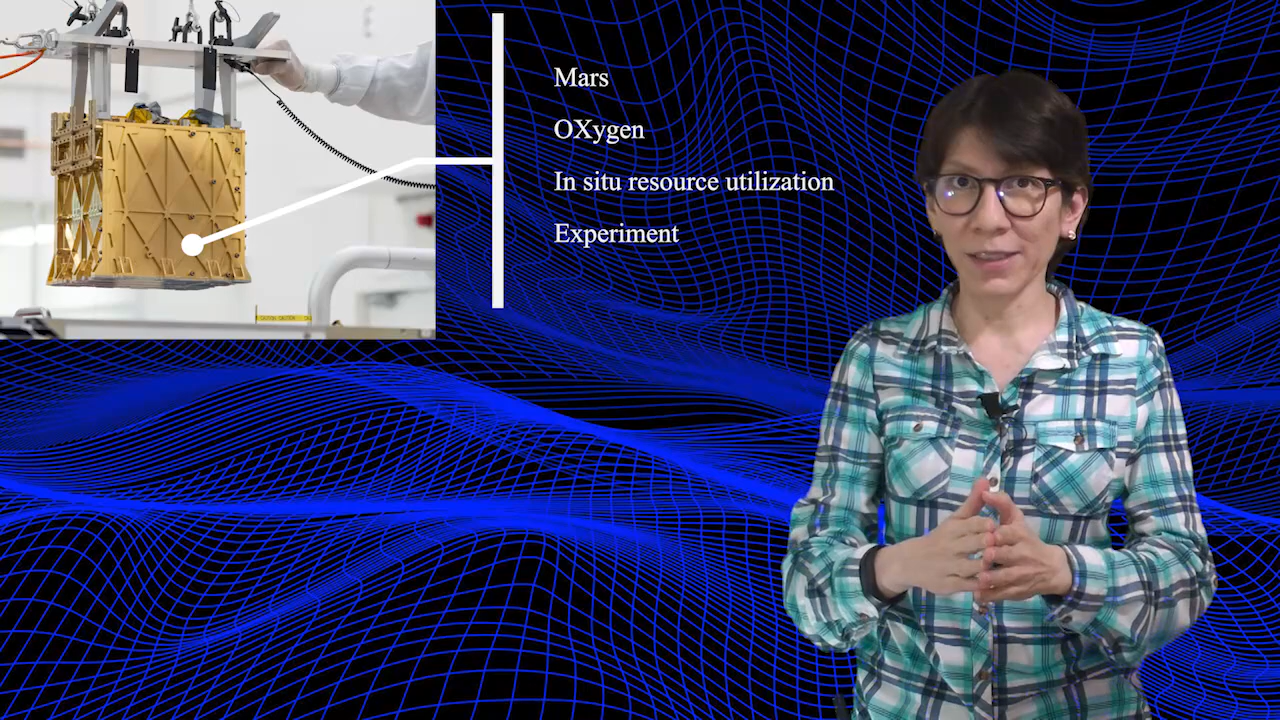 Mars
OXygen
In situ resource utilization
Experiment